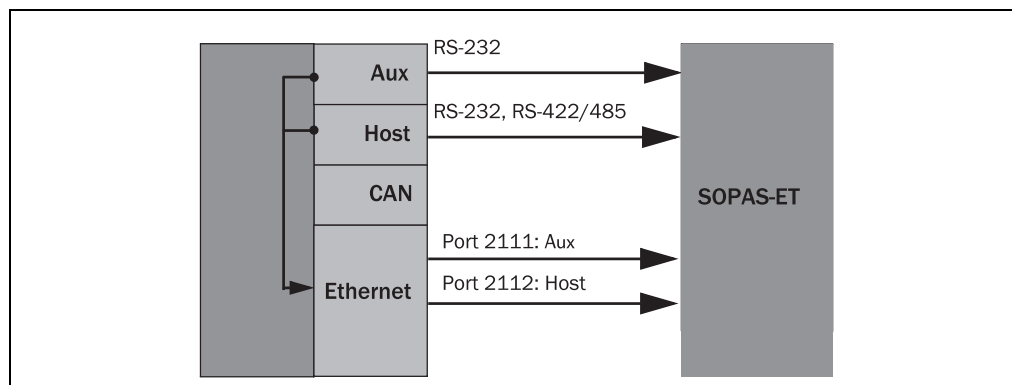 RS-232
Aux
RS-232, RS-422/485
Host
CAN
SOPAS-ET
Port 2111: Aux
Port 2112: Host
Ethernet